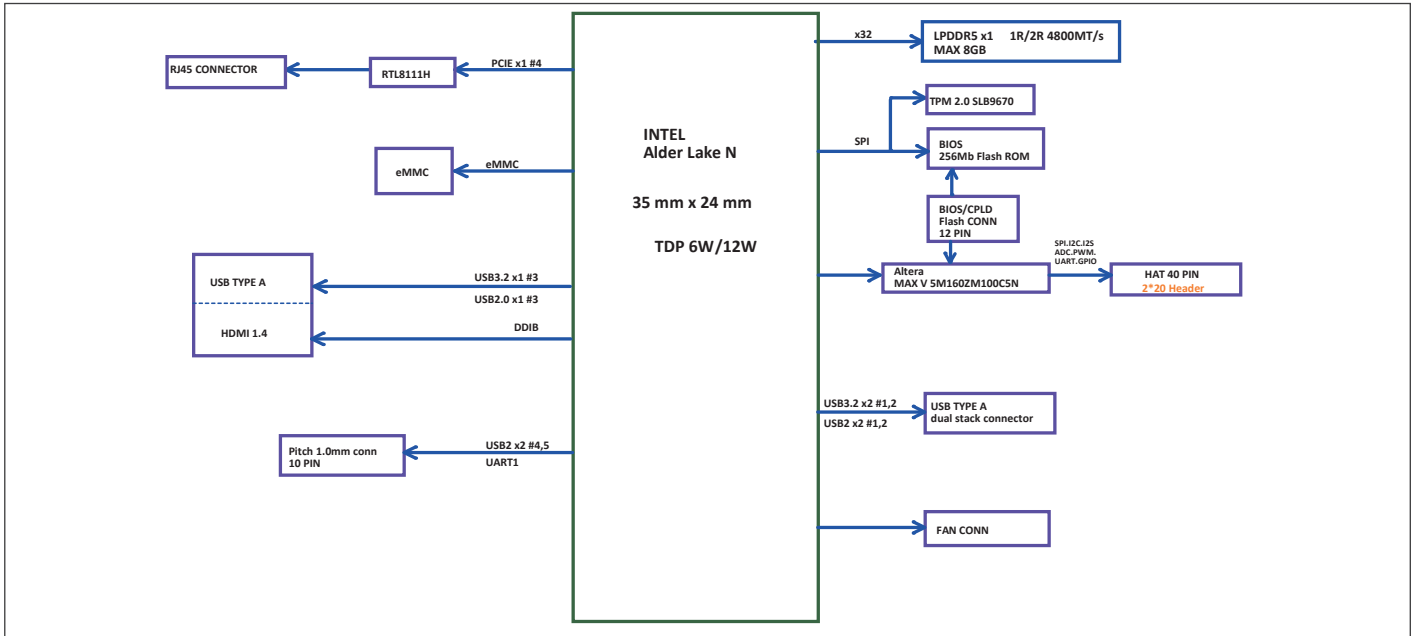 RJ45 CONNECTOR
RTL8111H
PCIE x1 #4
eMMC
eMMC
USB TYPE A
HDMI 1.4
USB3.2 x1 #3
USB2.0 x1 #3
DDIB
Pitch 1.0mm conn
10 PIN
USB2 x2 #4,5
UART1
INTEL
Alder Lake N
35 mm x 24 mm
TDP 6W/12W
x32
LPDDR5 x1 1R/2R 4800MT/s
MAX 8GB
TPM 2.0 SLB9670
SPI
BIOS
256Mb Flash ROM
BIOS/CPLD
Flash CONN
12 PIN
Altera
MAX V 5M160ZM100C5N
SPI.I2C.I2S
ADC.PWM.
UART.GPIO
HAT 40 PIN
2*20 Header
USB3.2 x2 #1,2
USB2 x2 #1,2
USB TYPE A
dual stack connector
FAN CONN